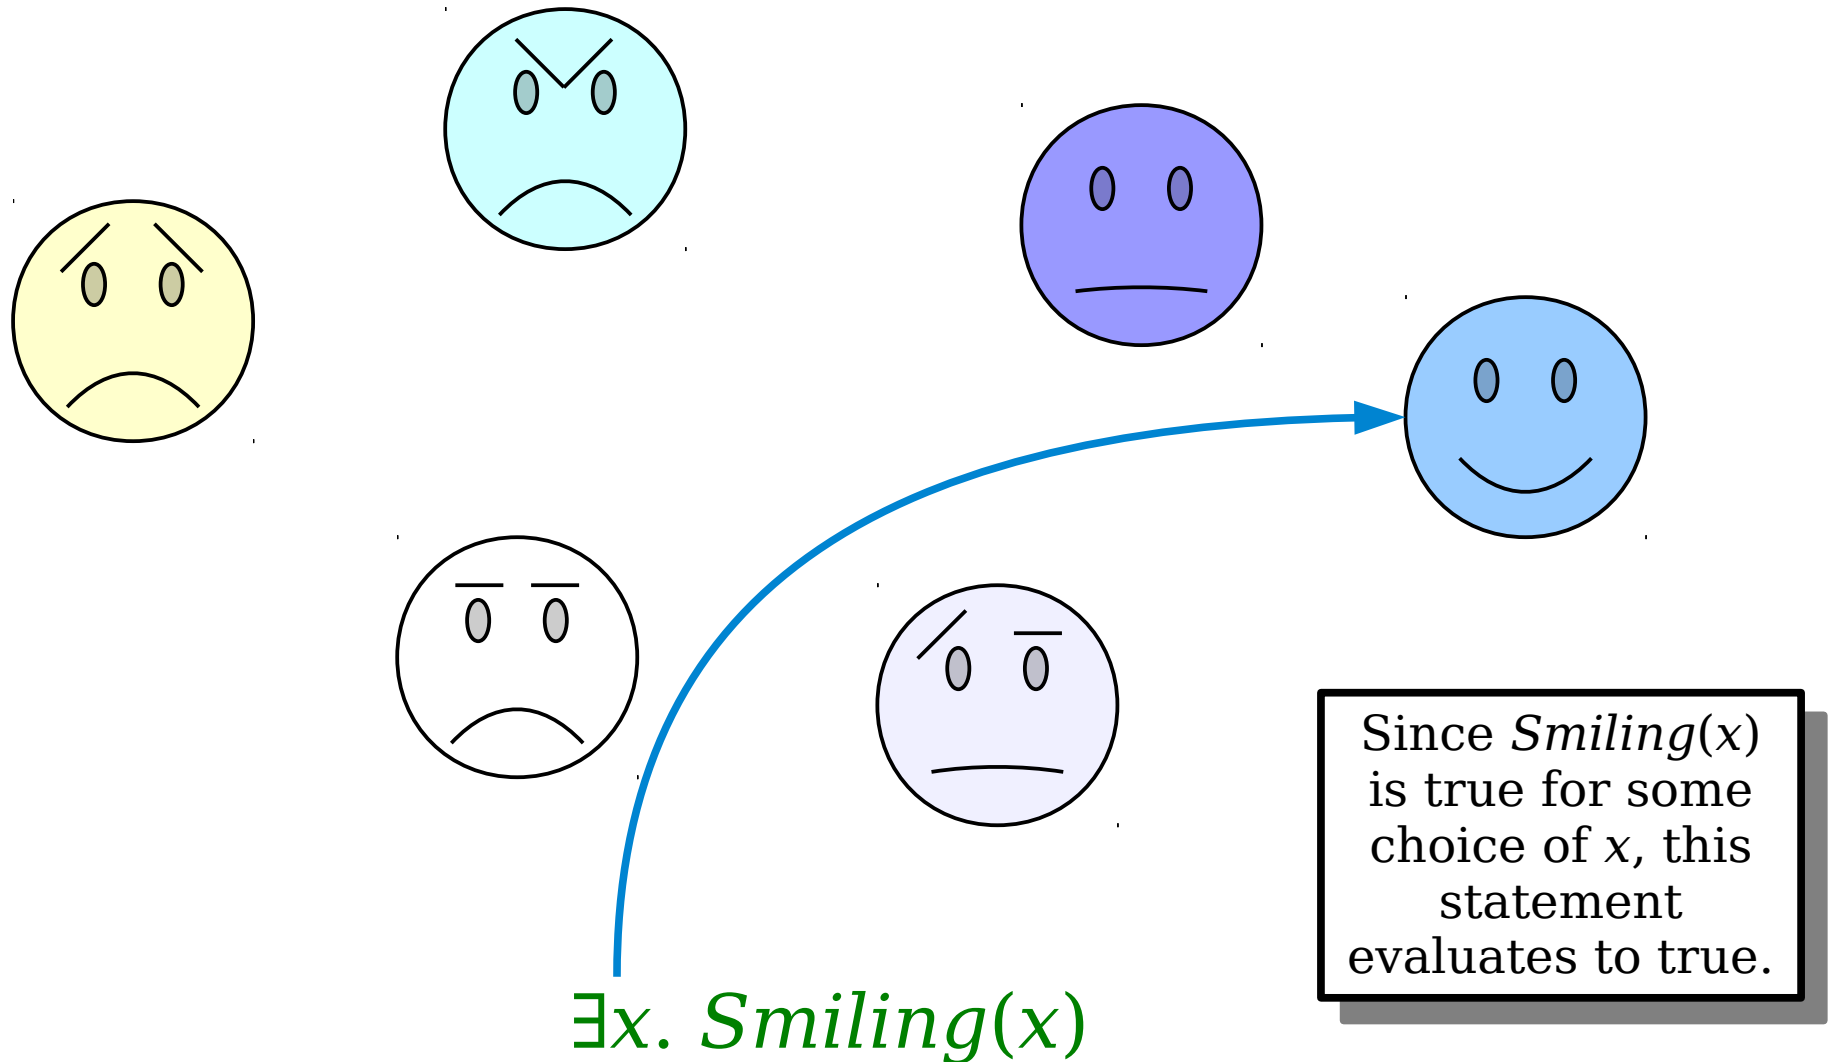 Since Smiling(x)
is true for some
choice of x, this
statement
evaluates to true.
∃x. Smiling(x)